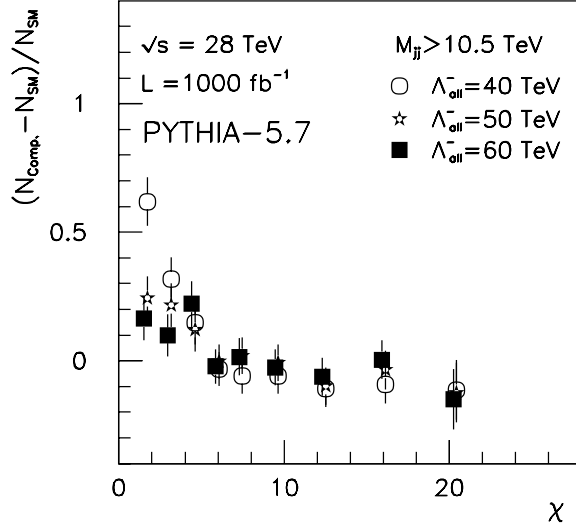 (N_Comp. − N_SM) / N_SM
√s = 28 TeV
L = 1000 fb⁻¹
PYTHIA−5.7
M_jj > 10.5 TeV
Λ⁻_all = 40 TeV
Λ⁻_all = 50 TeV
Λ⁻_all = 60 TeV
1
0.5
0
0 10 20
χ